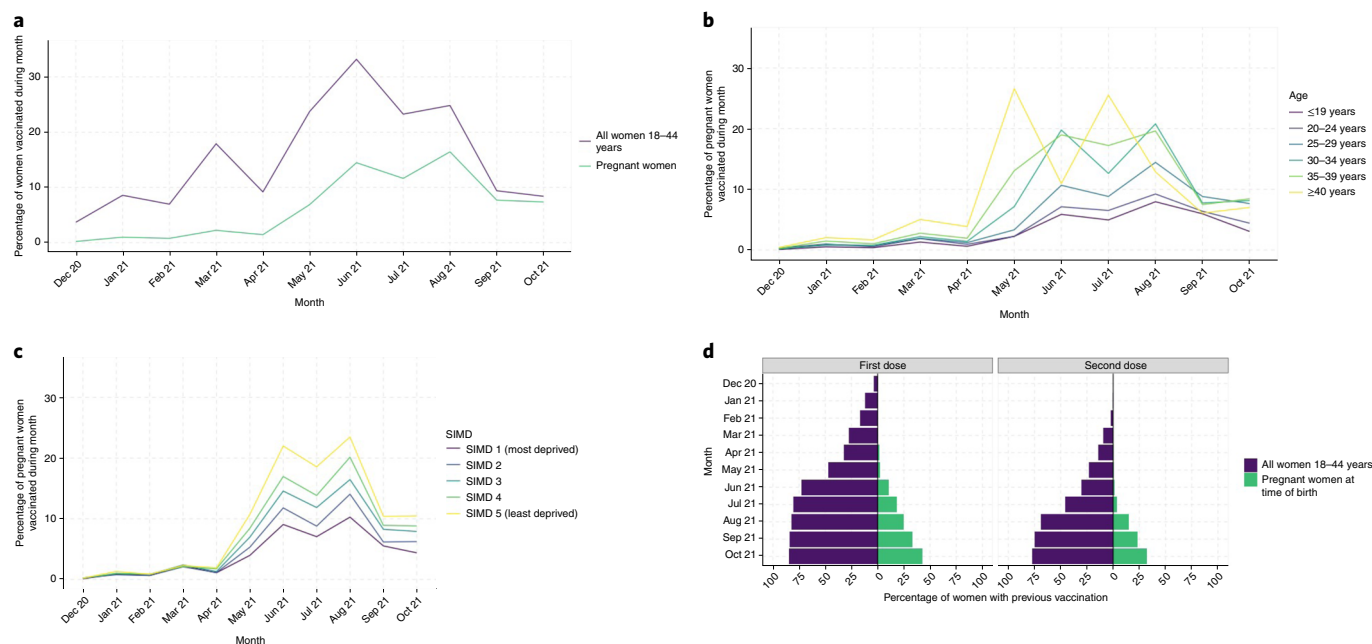 a
Percentage of women vaccinated during month
30
20
10
0
Dec 20
Jan 21
Feb 21
Mar 21
Apr 21
May 21
Jun 21
Jul 21
Aug 21
Sep 21
Oct 21
Month
All women 18–44
years
Pregnant women
b
Percentage of pregnant women
vaccinated during month
30
20
10
0
Dec 20
Jan 21
Feb 21
Mar 21
Apr 21
May 21
Jun 21
Jul 21
Aug 21
Sep 21
Oct 21
Month
Age
≤19 years
20–24 years
25–29 years
30–34 years
35–39 years
≥40 years
c
Percentage of pregnant women
vaccinated during month
30
20
10
0
Dec 20
Jan 21
Feb 21
Mar 21
Apr 21
May 21
Jun 21
Jul 21
Aug 21
Sep 21
Oct 21
Month
SIMD
SIMD 1 (most deprived)
SIMD 2
SIMD 3
SIMD 4
SIMD 5 (least deprived)
d
First dose
Second dose
Month
Dec 20
Jan 21
Feb 21
Mar 21
Apr 21
May 21
Jun 21
Jul 21
Aug 21
Sep 21
Oct 21
100 75 50 25 0 25 50 75 100
100 75 50 25 0 25 50 75 100
Percentage of women with previous vaccination
All women 18–44 years
Pregnant women at
time of birth